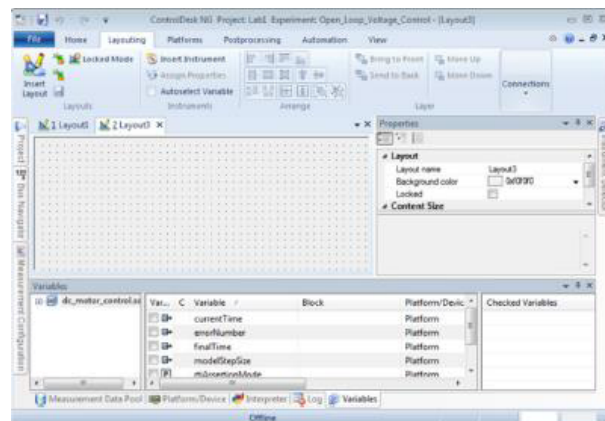 ControlDesk NG Project: Lab1 Experiment: Open_Loop_Voltage_Control - [Layout3]
File Home Layouting Platforms Postprocessing Automation View
Insert Layout
Locked Mode
Layouts
Insert Instrument
Assign Properties
Autoselect Variable
Instruments
Arrange
Bring to Front Move Up
Send to Back Move Down
Layer
Connections
1 Layout1 2 Layout3
Project
Bus Navigator
Measurement Configuration
Properties
Layout
Layout name Layout3
Background color 0xF0F0F0
Locked
Content Size
Variables
dc_motor_control.
Var... C Variable Block Platform/Devic
Checked Variables
currentTime Platform
errorNumber Platform
finalTime Platform
modelStepSize Platform
rtiAssertionMode Platform
Measurement Data Pool Platform/Device Interpreter Log Variables
Offline